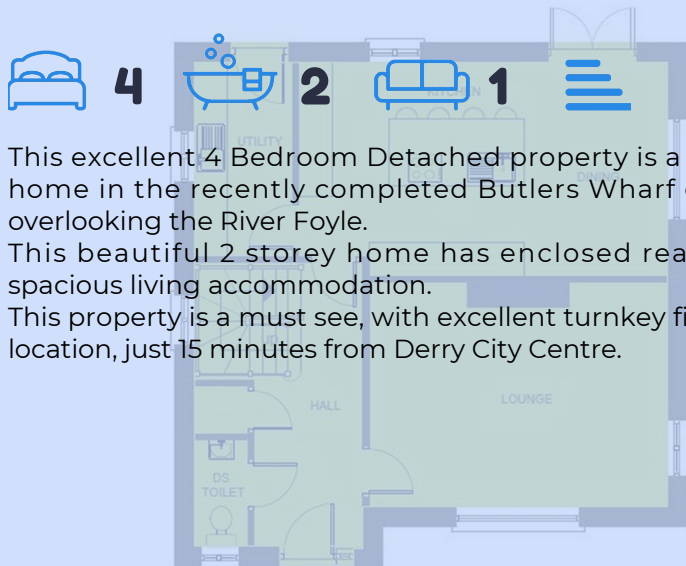 4 2 1
This excellent 4 Bedroom Detached property is a
home in the recently completed Butlers Wharf
overlooking the River Foyle.
This beautiful 2 storey home has enclosed rea
spacious living accommodation.
This property is a must see, with excellent turnkey fi
location, just 15 minutes from Derry City Centre.
KITCHEN
UTILITY
DINING
HALL
LOUNGE
DS
TOILET